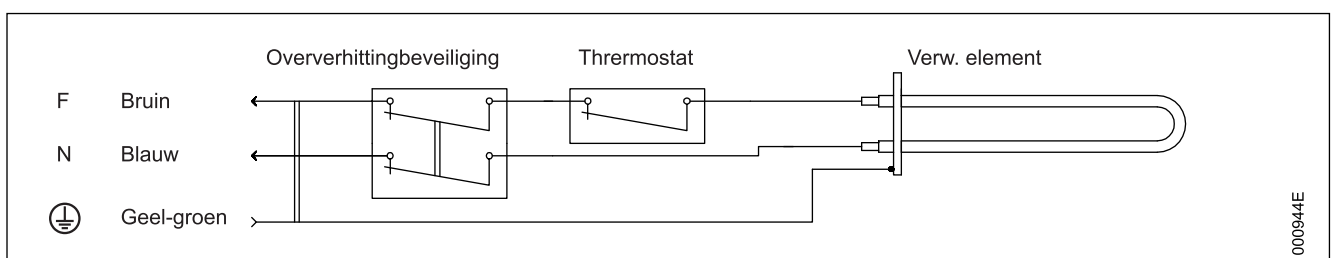 Oververhittingbeveiliging Thrermostat Verw. element
F Bruin
N Blauw
Geel-groen
000944E